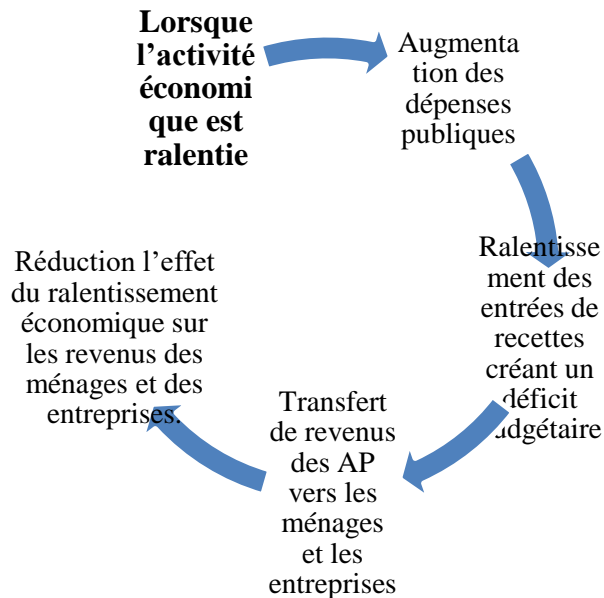 Lorsque
l'activité
économi
que est
ralentie
Augmenta
tion des
dépenses
publiques
Ralentisse
ment des
entrées de
recettes
créant un
déficit
udgétaire
Transfert
de revenus
des AP
vers les
ménages
et les
entreprises
Réduction l'effet
du ralentissement
économique sur
les revenus des
ménages et des
entreprises.